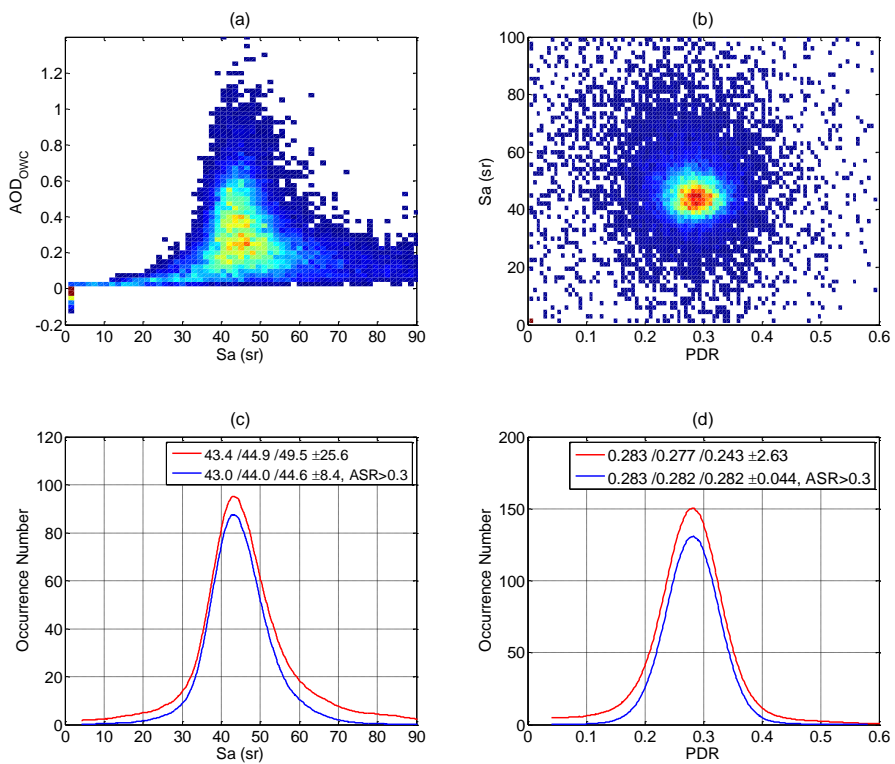 (a)
1
0.8
0.6
0.4
0.2
0
-0.2
1.2
AOD_OWC
0 10 20 30 40 50 60 70 80 90
Sa (sr)
(b)
100
80
60
40
20
0
Sa (sr)
0 0.1 0.2 0.3 0.4 0.5 0.6
PDR
(c)
120
100
80
60
40
20
0
Occurrence Number
43.4 /44.9 /49.5 ±25.6
43.0 /44.0 /44.6 ±8.4, ASR>0.3
0 10 20 30 40 50 60 70 80 90
Sa (sr)
(d)
200
150
100
50
0
Occurrence Number
0.283 /0.277 /0.243 ±2.63
0.283 /0.282 /0.282 ±0.044, ASR>0.3
0 0.1 0.2 0.3 0.4 0.5 0.6
PDR